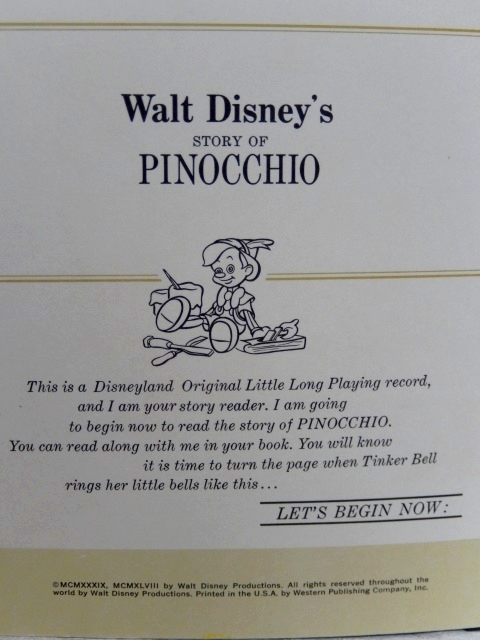 Walt Disney's
STORY OF
PINOCCHIO
This is a Disneyland Original Little Long Playing record,
and I am your story reader. I am going
to begin now to read the story of PINOCCHIO.
You can read along with me in your book. You will know
it is time to turn the page when Tinker Bell
rings her little bells like this...
LET'S BEGIN NOW:
©MCMXXXIX, MCMXLVIII by Walt Disney Productions. All rights reserved throughout the
world by Walt Disney Productions. Printed in the U.S.A. by Western Publishing Company, Inc.